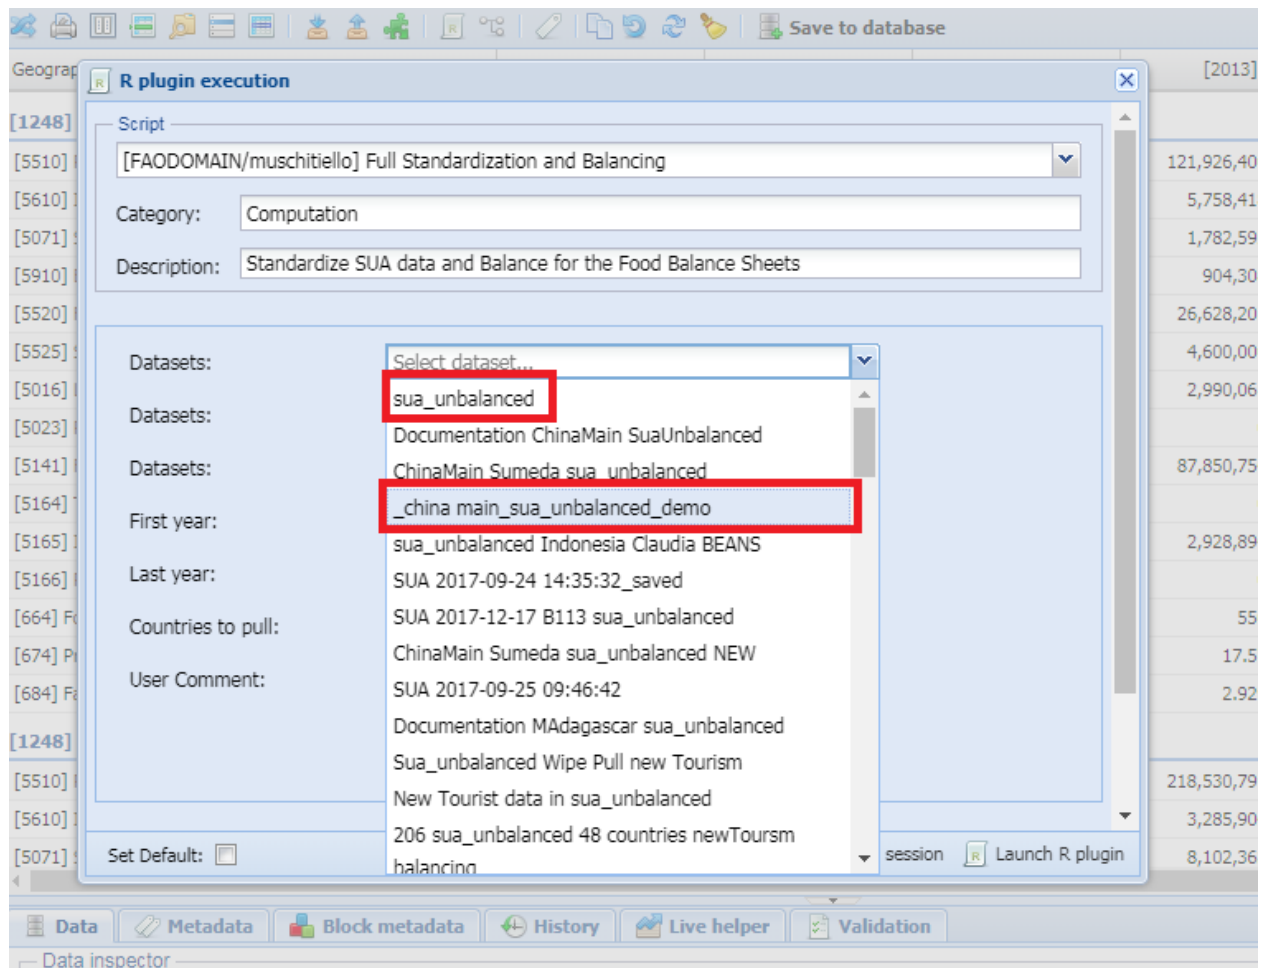 Save to database
Geograp
[2013]
R plugin execution
[1248]
Script
[5510]
[FAODOMAIN/muschitiello] Full Standardization and Balancing
121,926,40
[5610]
Category: Computation
5,758,41
[5071]
1,782,59
Description: Standardize SUA data and Balance for the Food Balance Sheets
[5910]
904,30
[5520]
26,628,20
[5525]
Datasets: Select dataset...
4,600,00
[5016]
sua_unbalanced
2,990,06
Datasets:
[5023]
Documentation ChinaMain SuaUnbalanced
[5141]
Datasets:
ChinaMain Sumeda sua_unbalanced
87,850,75
[5164]
_china main_sua_unbalanced_demo
First year:
[5165]
sua_unbalanced Indonesia Claudia BEANS
2,928,89
[5166]
Last year:
SUA 2017-09-24 14:35:32_saved
[664] Fo
SUA 2017-12-17 B113 sua_unbalanced
55
Countries to pull:
[674] P
ChinaMain Sumeda sua_unbalanced NEW
17.5
[684] Fa
User Comment:
SUA 2017-09-25 09:46:42
2.92
Documentation MAdagascar sua_unbalanced
[1248]
Sua_unbalanced Wipe Pull new Tourism
[5510]
218,530,79
New Tourist data in sua_unbalanced
[5610]
3,285,90
206 sua_unbalanced 48 countries newToursm
balancing
[5071]
Set Default:
session
Launch R plugin
8,102,36
Data Metadata Block metadata History Live helper Validation
Data inspector